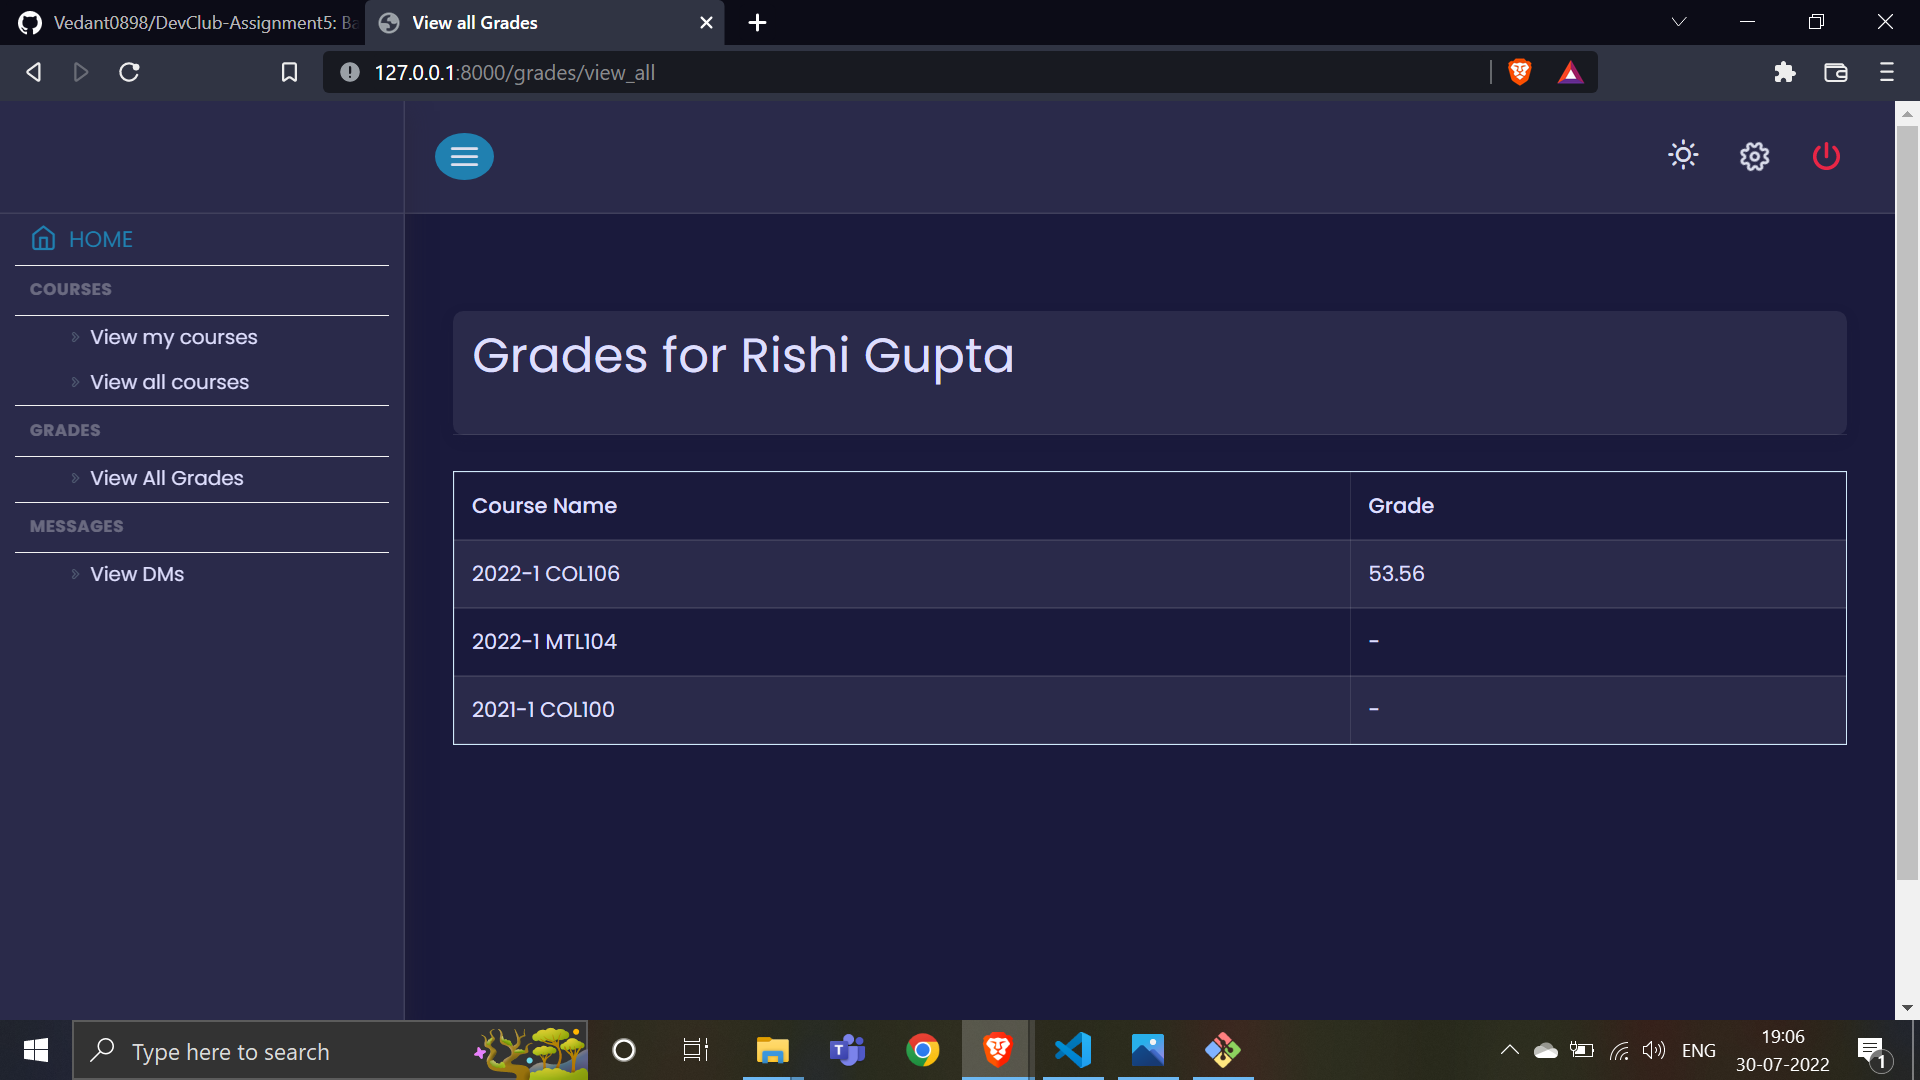 Vedant0898/DevClub-Assignment5: Ba
View all Grades
127.0.0.1:8000/grades/view_all
HOME
COURSES
View my courses
View all courses
GRADES
View All Grades
MESSAGES
View DMs
Grades for Rishi Gupta
Course Name Grade
2022-1 COL106 53.56
2022-1 MTL104 -
2021-1 COL100 -
Type here to search
ENG
19:06
30-07-2022
1